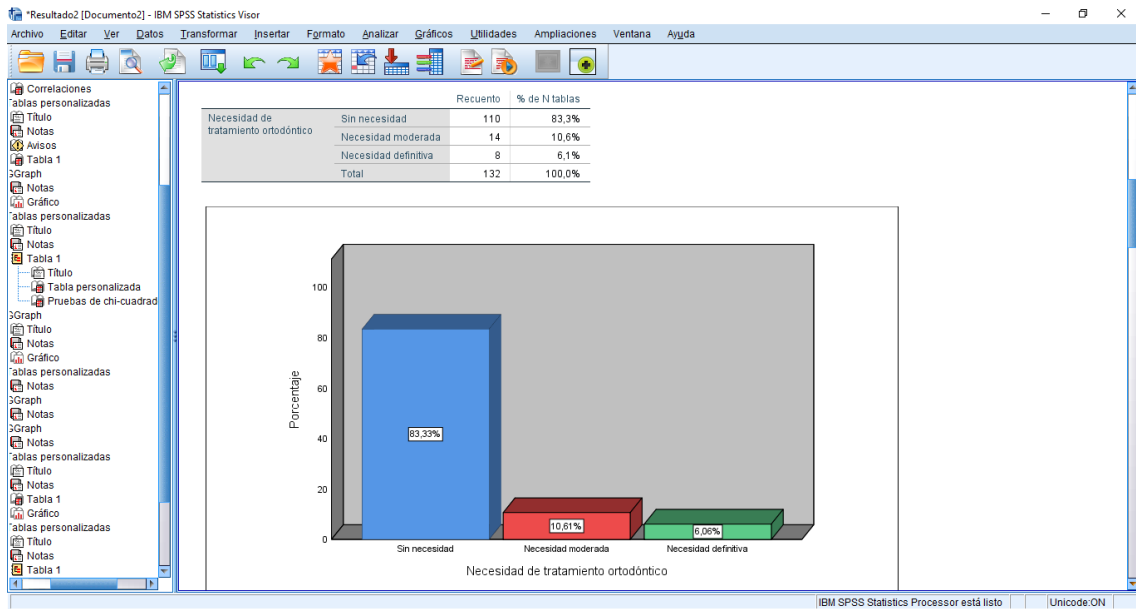 *Resultado2 [Documento2] - IBM SPSS Statistics Visor
Archivo Editar Ver Datos Transformar Insertar Formato Analizar Gráficos Utilidades Ampliaciones Ventana Ayuda
Correlaciones
Tablas personalizadas
Título
Notas
Avisos
Tabla 1
GGraph
Notas
Gráfico
Tablas personalizadas
Título
Notas
Tabla 1
Título
Tabla personalizada
Pruebas de chi-cuadrad
GGraph
Título
Notas
Gráfico
Tablas personalizadas
Notas
GGraph
Notas
GGraph
Notas
Tablas personalizadas
Título
Notas
Tabla 1
Gráfico
Tablas personalizadas
Título
Notas
Tabla 1
Recuento % de N tablas
Necesidad de tratamiento ortodóntico
Sin necesidad 110 83,3%
Necesidad moderada 14 10,6%
Necesidad definitiva 8 6,1%
Total 132 100,0%
Porcentaje
100
80
60
40
20
0
83,33%
10,61%
6,06%
Sin necesidad Necesidad moderada Necesidad definitiva
Necesidad de tratamiento ortodóntico
IBM SPSS Statistics Processor está listo Unicode:ON